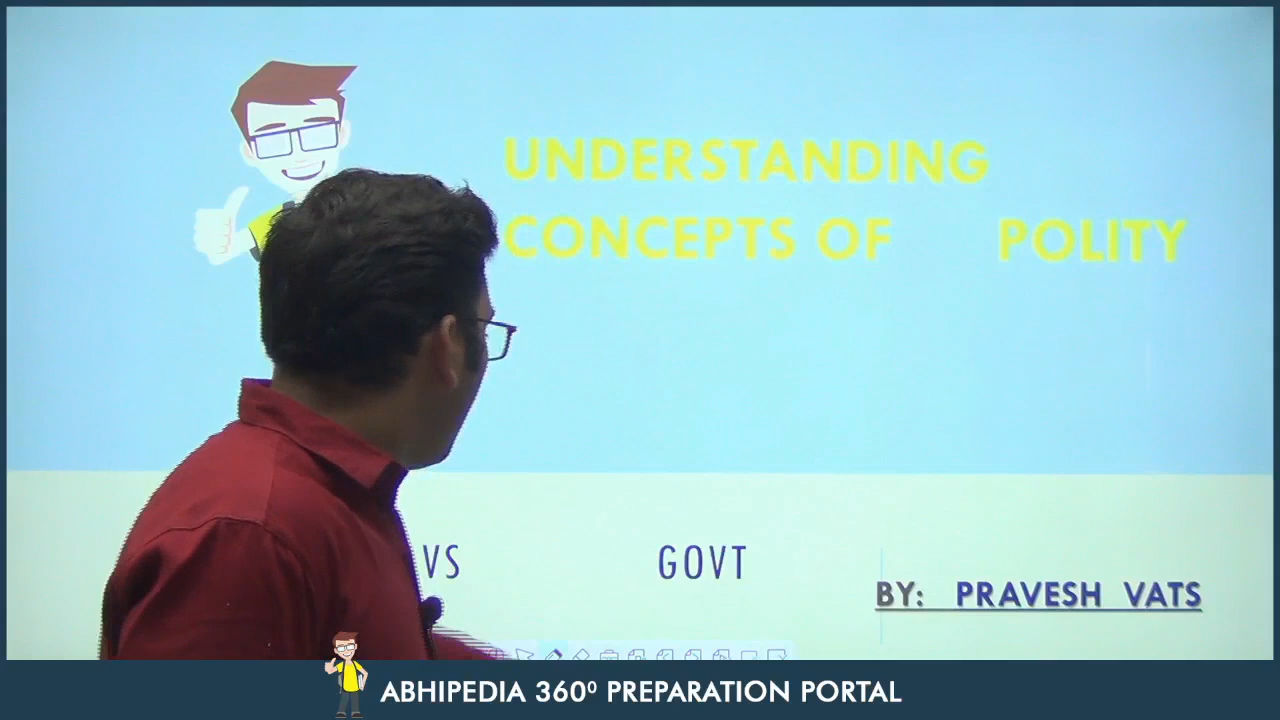 UNDERSTANDING
CONCEPTS OF POLITY
VS GOVT
BY: PRAVESH VATS
ABHIPEDIA 360⁰ PREPARATION PORTAL